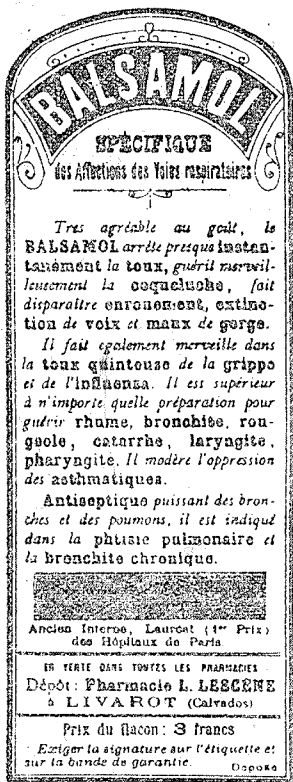 BALSAMOL
SPÉCIFIQUE
des Affections des Voies respiratoires
Tres agréable au goût, le
BALSAMOL arrête presque instan-
tanément la toux, guérit merveil-
leusement la coqueluche, fait
disparaître enrouement, extinc-
tion de voix et maux de gorge.
Il fait également merveille dans
la toux quinteuse de la grippe
et de l'influenza. Il est supérieur
à n'importe quelle préparation pour
guérir rhume, bronchite, rou-
geole, catarrhe, laryngite,
pharyngite. Il modère l'oppression
des asthmatiques.
Antiseptique puissant des bron-
ches et des poumons, il est indiqué
dans la phtisie pulmonaire et
la bronchite chronique.
Ancien Interne, Lauréat (1er Prix)
des Hôpitaux de Paris
EN VENTE DANS TOUTES LES PHARMACIES
Dépôt: Pharmacie L. LESCÈNE
à LIVAROT (Calvados)
Prix du flacon: 3 francs
Exiger la signature sur l'étiquette et
sur la bande de garantie. Déposé